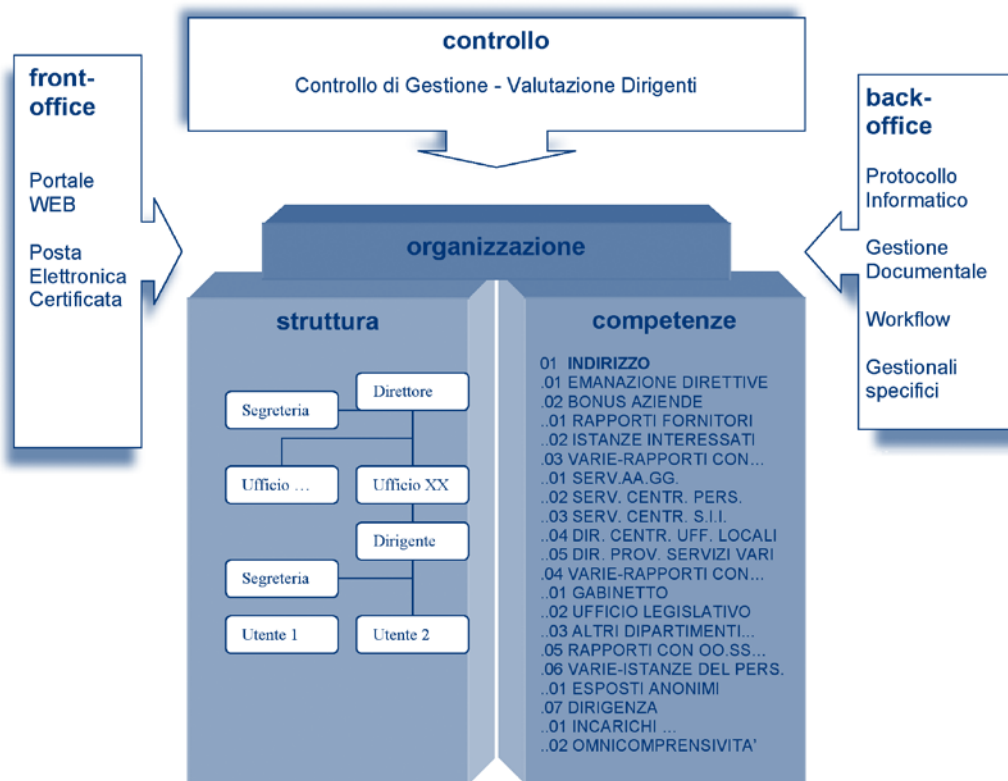 controllo
Controllo di Gestione - Valutazione Dirigenti
front-
office
Portale
WEB
Posta
Elettronica
Certificata
back-
office
Protocollo
Informatico
Gestione
Documentale
Workflow
Gestionali
specifici
organizzazione
struttura
Direttore
Segreteria
Ufficio ...
Ufficio XX
Dirigente
Segreteria
Utente 1
Utente 2
competenze
01 INDIRIZZO
.01 EMANAZIONE DIRETTIVE
.02 BONUS AZIENDE
..01 RAPPORTI FORNITORI
..02 ISTANZE INTERESSATI
.03 VARIE-RAPPORTI CON...
..01 SERV.AA.GG.
..02 SERV. CENTR. PERS.
..03 SERV. CENTR. S.I.I.
..04 DIR. CENTR. UFF. LOCALI
..05 DIR. PROV. SERVIZI VARI
.04 VARIE-RAPPORTI CON...
..01 GABINETTO
..02 UFFICIO LEGISLATIVO
..03 ALTRI DIPARTIMENTI...
.05 RAPPORTI CON OO.SS...
.06 VARIE-ISTANZE DEL PERS.
..01 ESPOSTI ANONIMI
.07 DIRIGENZA
..01 INCARICHI ...
..02 OMNICOMPRENSIVITA'